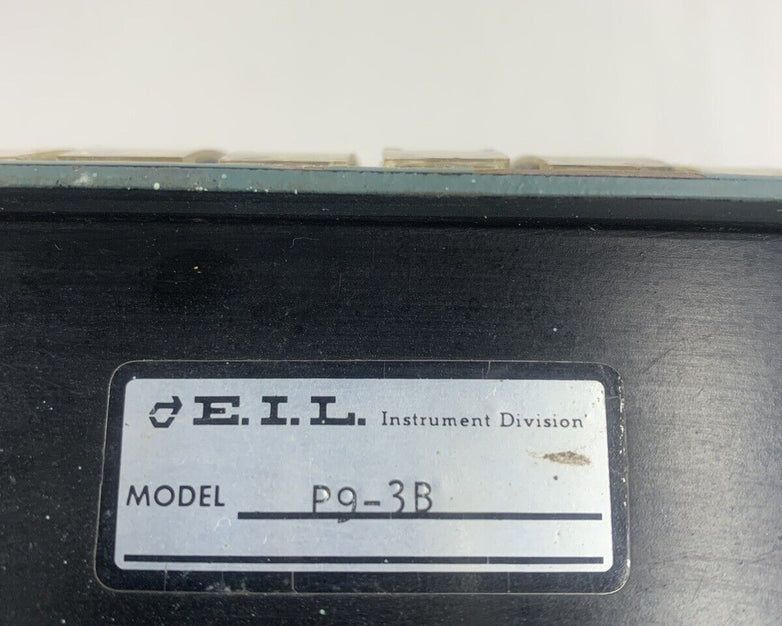 E.I.L. Instrument Division
MODEL P9-3B